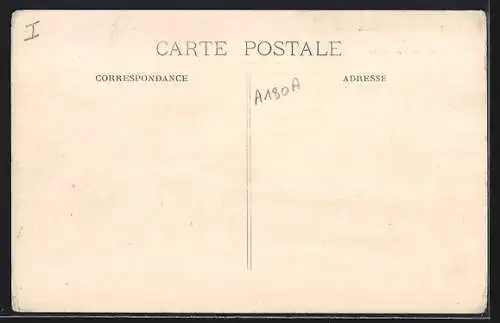 I
CARTE POSTALE
CORRESPONDANCE
ADRESSE
A180A